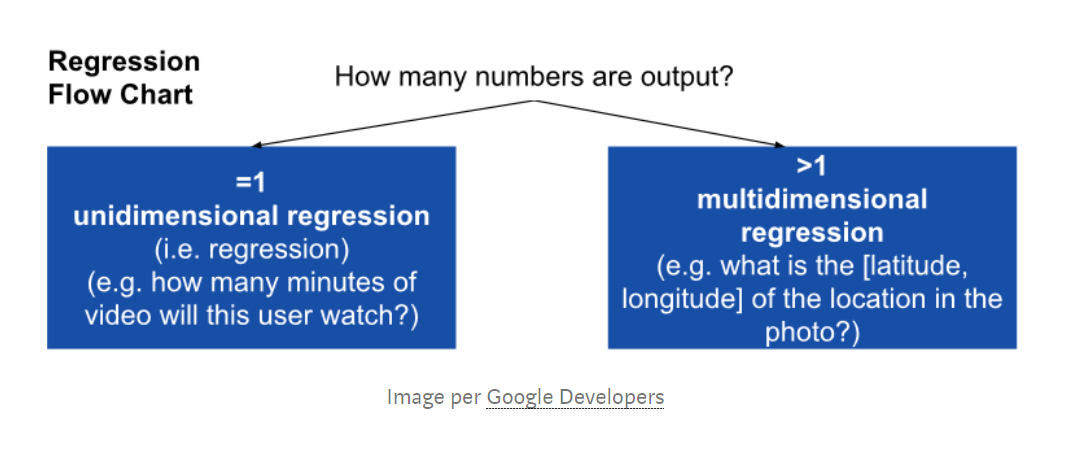 Regression
Flow Chart
How many numbers are output?
=1
unidimensional regression
(i.e. regression)
(e.g. how many minutes of
video will this user watch?)
>1
multidimensional
regression
(e.g. what is the [latitude,
longitude] of the location in the
photo?)
Image per Google Developers